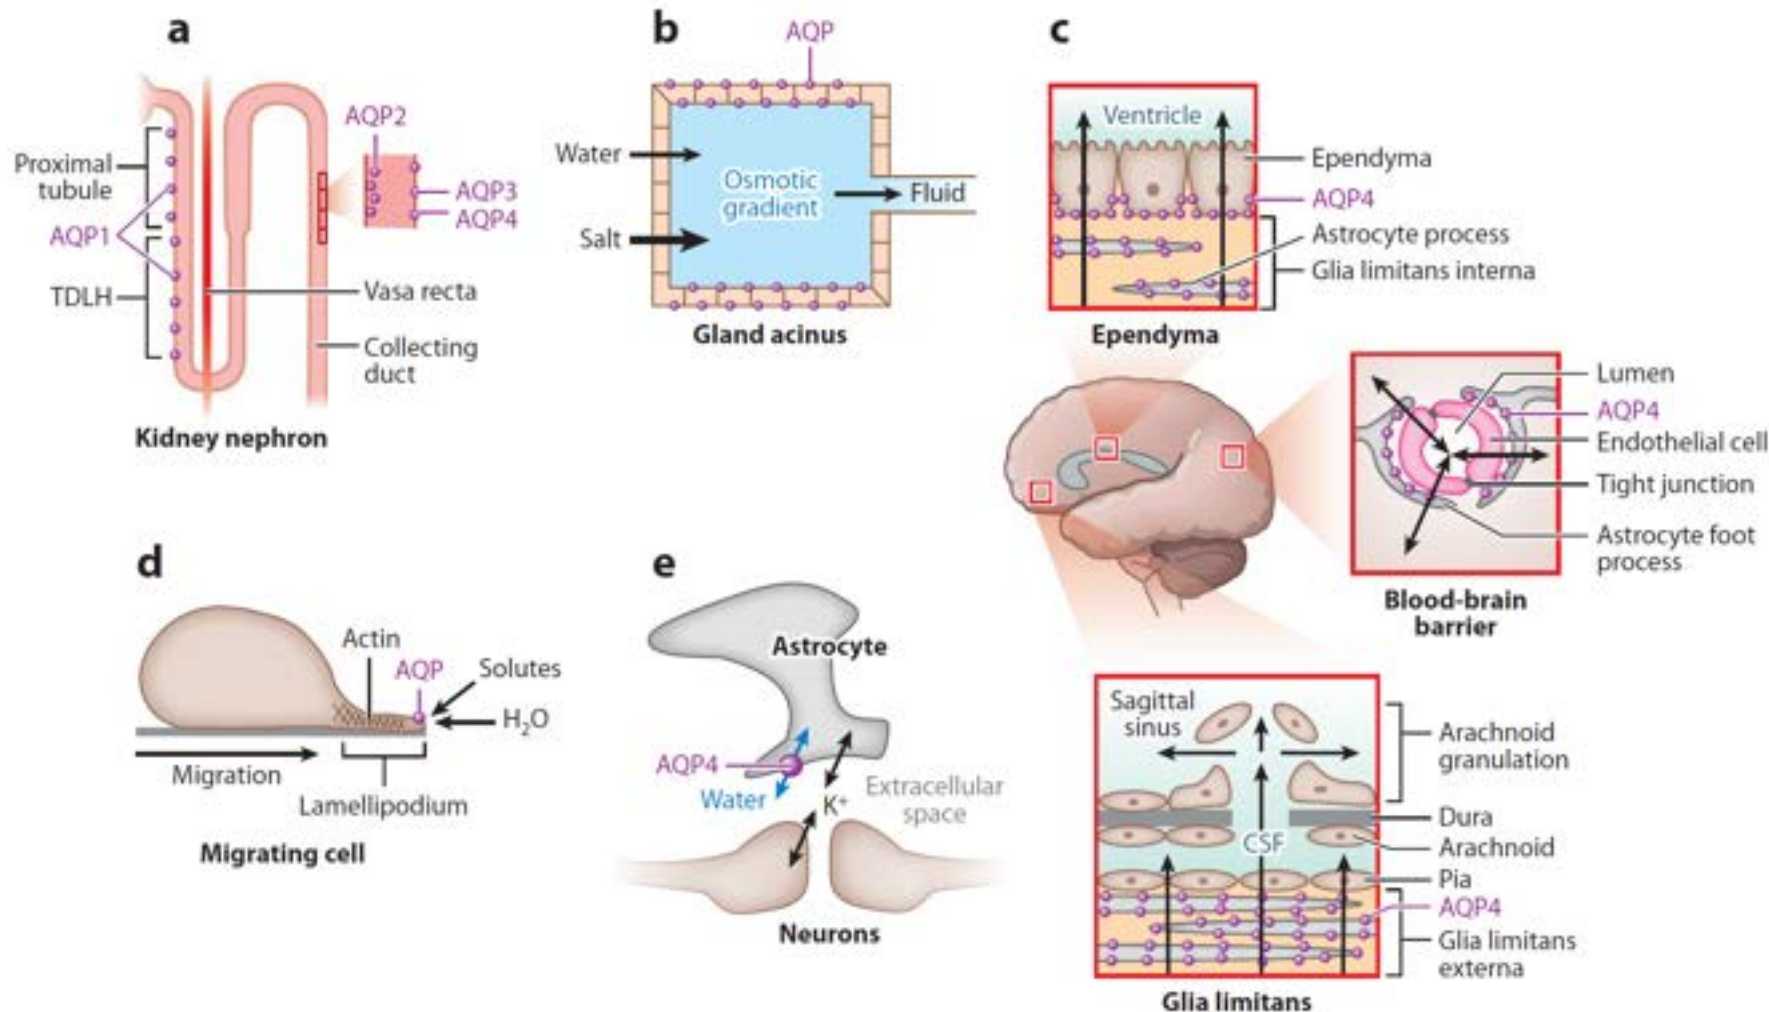 a
AQP2
Proximal
tubule
AQP3
AQP4
AQP1
TDLH
Vasa recta
Collecting
duct
Kidney nephron
b
AQP
Water
Osmotic
gradient
Fluid
Salt
Gland acinus
c
Ventricle
Ependyma
AQP4
Astrocyte process
Glia limitans interna
Ependyma
Lumen
AQP4
Endothelial cell
Tight junction
Astrocyte foot
process
Blood-brain
barrier
Sagittal
sinus
Arachnoid
granulation
Dura
CSF
Arachnoid
Pia
AQP4
Glia limitans
externa
Glia limitans
d
Actin
AQP
Solutes
H₂O
Migration
Lamellipodium
Migrating cell
e
Astrocyte
AQP4
Water
K⁺
Extracellular
space
Neurons